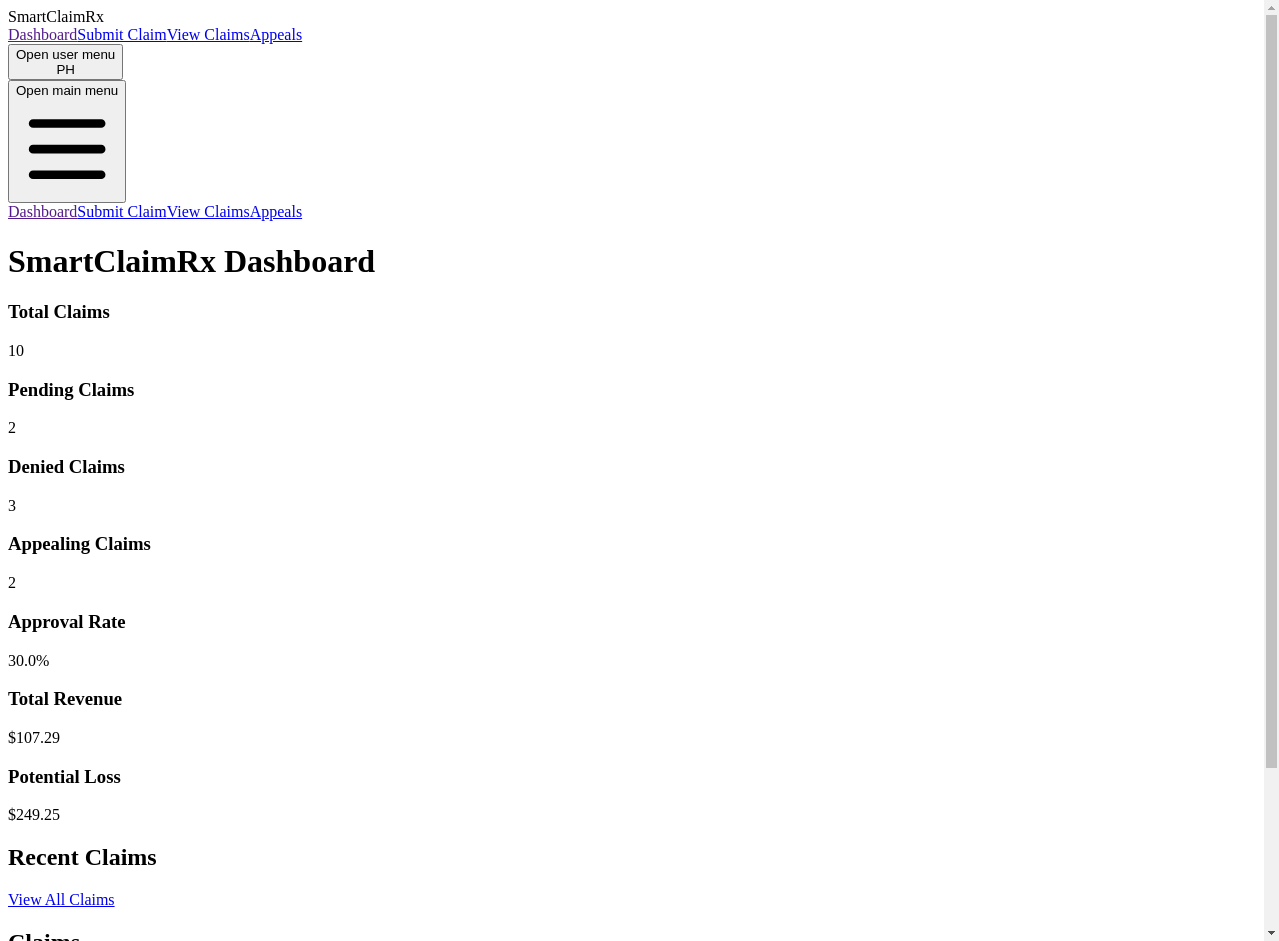 SmartClaimRx
DashboardSubmit ClaimView ClaimsAppeals
Open user menu
PH
Open main menu
DashboardSubmit ClaimView ClaimsAppeals
SmartClaimRx Dashboard
Total Claims
10
Pending Claims
2
Denied Claims
3
Appealing Claims
2
Approval Rate
30.0%
Total Revenue
$107.29
Potential Loss
$249.25
Recent Claims
View All Claims
Claims